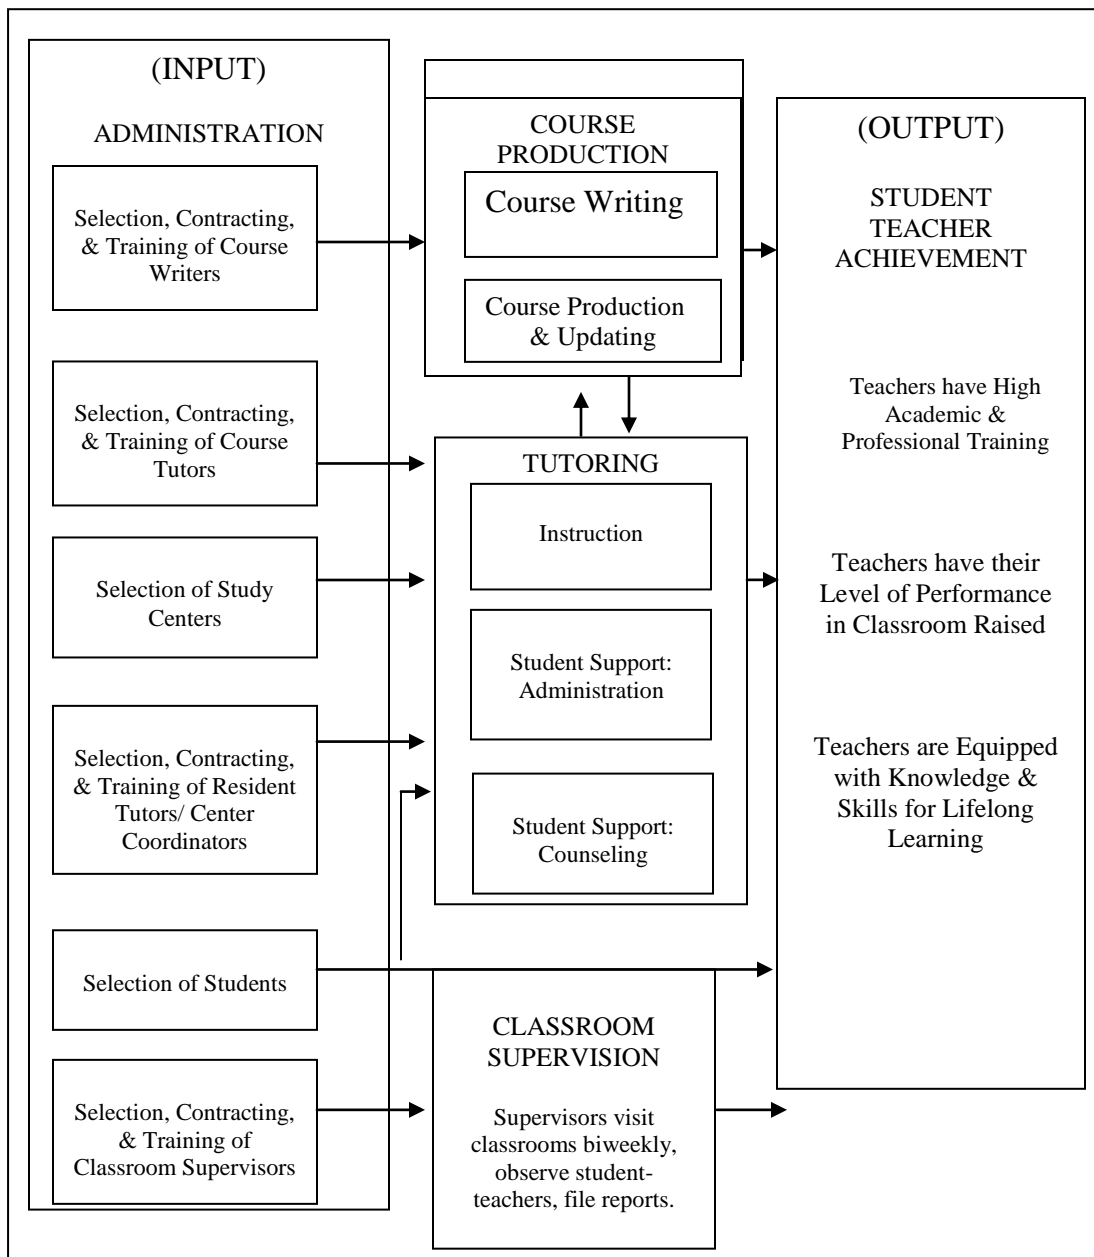 (INPUT)
ADMINISTRATION
Selection, Contracting,
& Training of Course
Writers
Selection, Contracting,
& Training of Course
Tutors
Selection of Study
Centers
Selection, Contracting,
& Training of Resident
Tutors/ Center
Coordinators
Selection of Students
Selection, Contracting,
& Training of
Classroom Supervisors
COURSE
PRODUCTION
Course Writing
Course Production
& Updating
TUTORING
Instruction
Student Support:
Administration
Student Support:
Counseling
CLASSROOM
SUPERVISION
Supervisors visit
classrooms biweekly,
observe student-
teachers, file reports.
(OUTPUT)
STUDENT
TEACHER
ACHIEVEMENT
Teachers have High
Academic &
Professional Training
Teachers have their
Level of Performance
in Classroom Raised
Teachers are Equipped
with Knowledge &
Skills for Lifelong
Learning